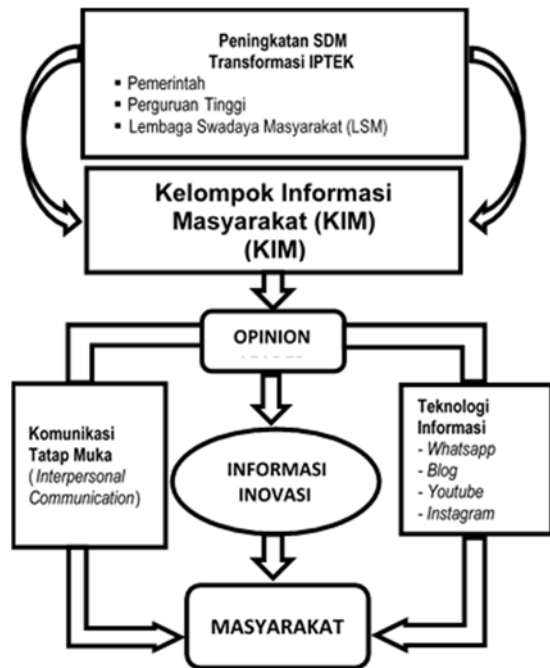 Peningkatan SDM
Transformasi IPTEK
▪ Pemerintah
▪ Perguruan Tinggi
▪ Lembaga Swadaya Masyarakat (LSM)
Kelompok Informasi
Masyarakat (KIM)
(KIM)
OPINION
Komunikasi
Tatap Muka
(Interpersonal
Communication)
INFORMASI
INOVASI
Teknologi
Informasi
- Whatsapp
- Blog
- Youtube
- Instagram
MASYARAKAT